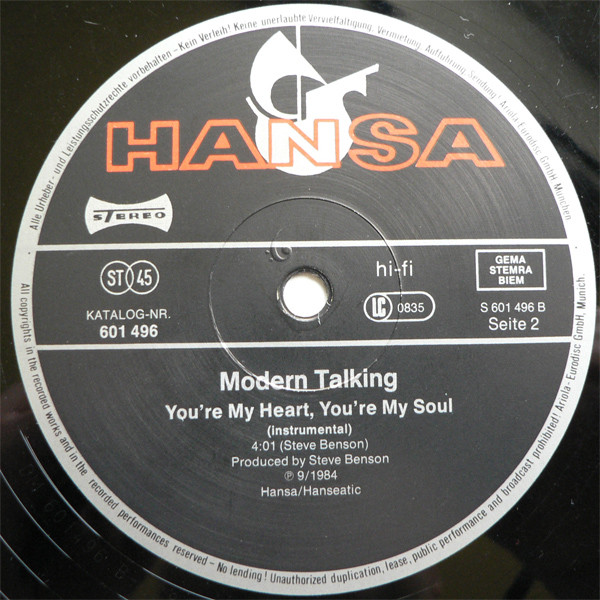 Alle Urheber- und Leistungsschutzrechte vorbehalten - Kein Verleih! Keine unerlaubte Vervielfältigung, Vermietung, Aufführung, Sendung! Ariola-Eurodisc GmbH, München.
HANSA
STEREO
ST 45
hi-fi
GEMA
STEMRA
BIEM
KATALOG-NR.
601 496
LC 0835
S 601 496 B
Seite 2
Modern Talking
You're My Heart, You're My Soul
(instrumental)
4:01 (Steve Benson)
Produced by Steve Benson
℗ 9/1984
Hansa/Hanseatic
All copyrights in the recorded works and in the recorded performances reserved - No lending! Unauthorized duplication, lease, public performance and broadcast prohibited! Ariola-Eurodisc GmbH, Munich.